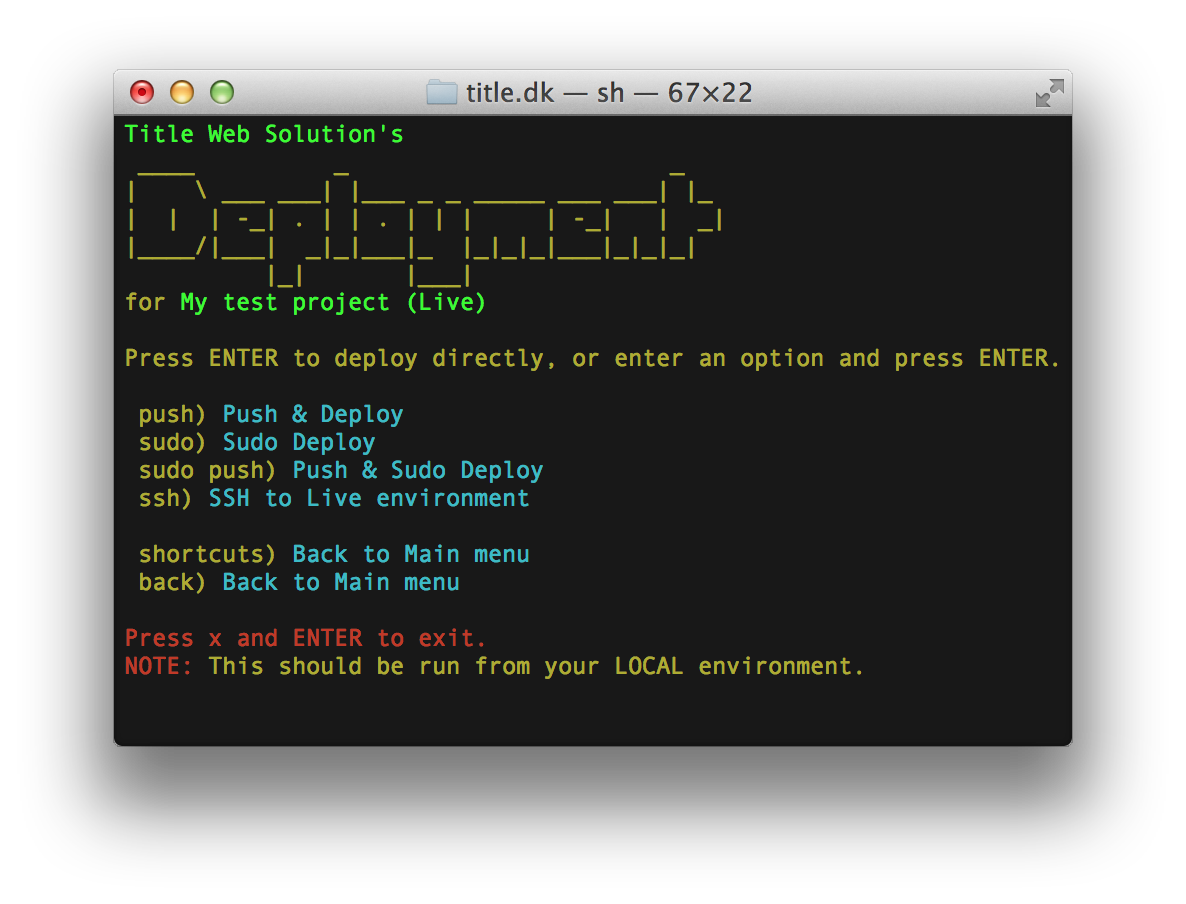 title.dk — sh — 67×22
Title Web Solution's
Deployment
for My test project (Live)
Press ENTER to deploy directly, or enter an option and press ENTER.
push) Push & Deploy
sudo) Sudo Deploy
sudo push) Push & Sudo Deploy
ssh) SSH to Live environment
shortcuts) Back to Main menu
back) Back to Main menu
Press x and ENTER to exit.
NOTE: This should be run from your LOCAL environment.